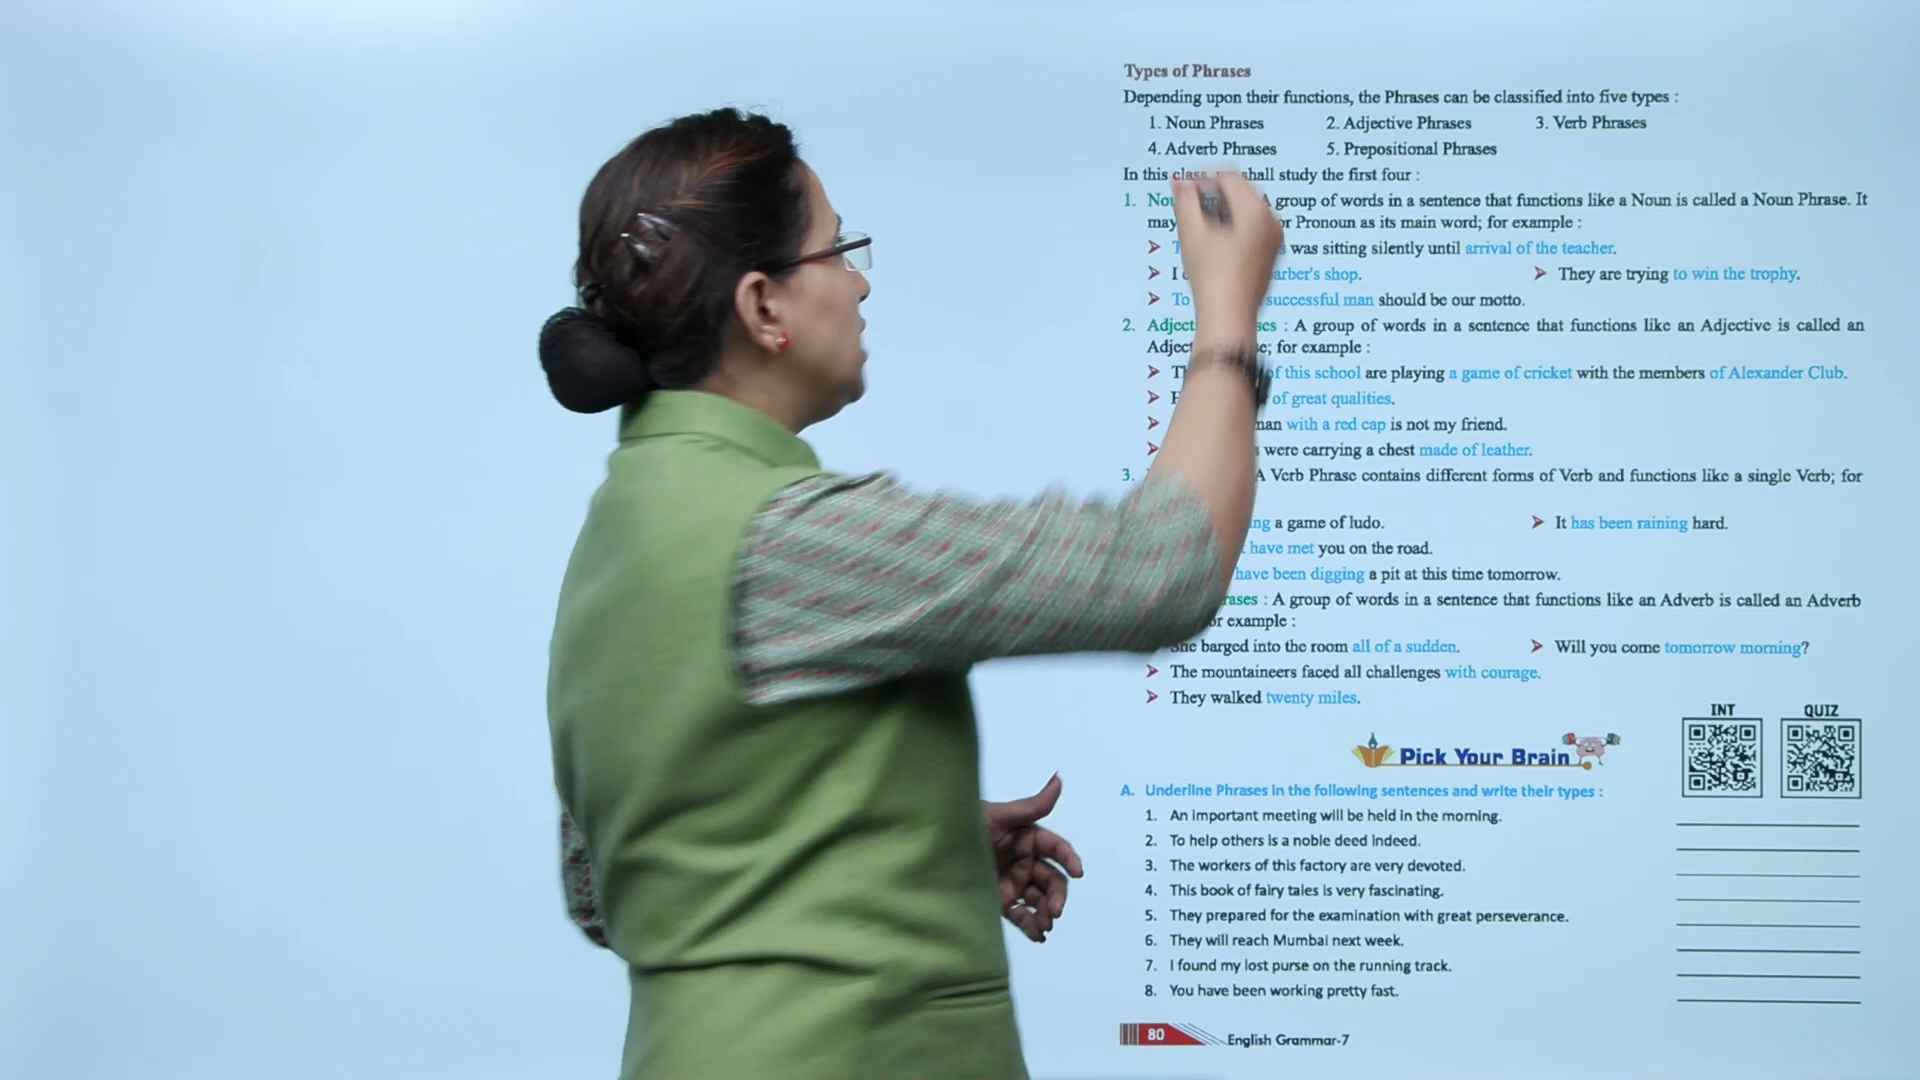 Types of Phrases
Depending upon their functions, the Phrases can be classified into five types :
1. Noun Phrases 2. Adjective Phrases 3. Verb Phrases
4. Adverb Phrases 5. Prepositional Phrases
In this class, shall study the first four :
1. A group of words in a sentence that functions like a Noun is called a Noun Phrase. It
may or Pronoun as its main word; for example :
was sitting silently until arrival of the teacher.
I shop. They are trying to win the trophy.
To successful man should be our motto.
2. : A group of words in a sentence that functions like an Adjective is called an
; for example :
of this school are playing a game of cricket with the members of Alexander Club.
of great qualities.
with a red cap is not my friend.
were carrying a chest made of leather.
3. A Verb Phrase contains different forms of Verb and functions like a single Verb; for
a game of ludo. It has been raining hard.
have met you on the road.
have been digging a pit at this time tomorrow.
: A group of words in a sentence that functions like an Adverb is called an Adverb
for example :
She barged into the room all of a sudden. Will you come tomorrow morning?
The mountaineers faced all challenges with courage.
They walked twenty miles.
INT QUIZ
Pick Your Brain
A. Underline Phrases in the following sentences and write their types :
1. An important meeting will be held in the morning.
2. To help others is a noble deed indeed.
3. The workers of this factory are very devoted.
4. This book of fairy tales is very fascinating.
5. They prepared for the examination with great perseverance.
6. They will reach Mumbai next week.
7. I found my lost purse on the running track.
8. You have been working pretty fast.
80 English Grammar-7